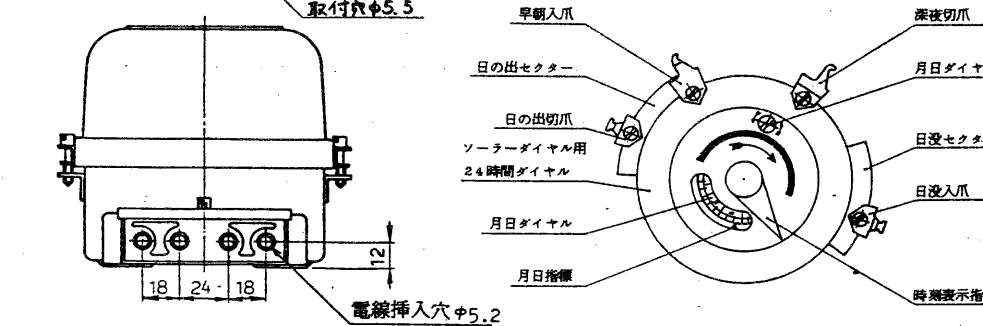 取付穴φ5.5
18
24
18
12
電線挿入穴φ5.2
早朝入爪
日の出セクター
日の出切爪
ソーラーダイヤル用
24時間ダイヤル
月日ダイヤル
月日指標
深夜切爪
月日ダイヤ
日没セクタ
日没入爪
時刻表示指